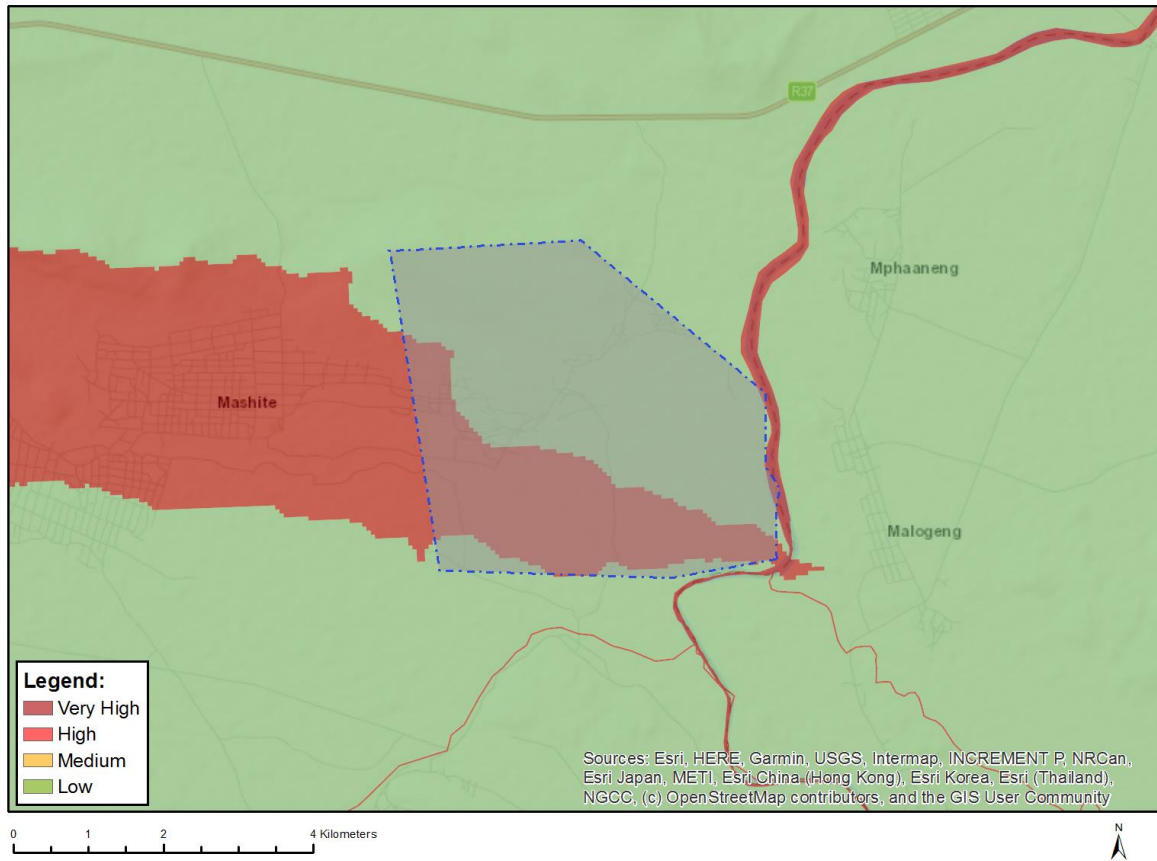 R37
Mphaaneng
Mashite
Malogeng
Legend:
Very High
High
Medium
Low
Sources: Esri, HERE, Garmin, USGS, Intermap, INCREMENT P, NRCan,
Esri Japan, METI, Esri China (Hong Kong), Esri Korea, Esri (Thailand),
NGCC, (c) OpenStreetMap contributors, and the GIS User Community
0 1 2 4 Kilometers
N